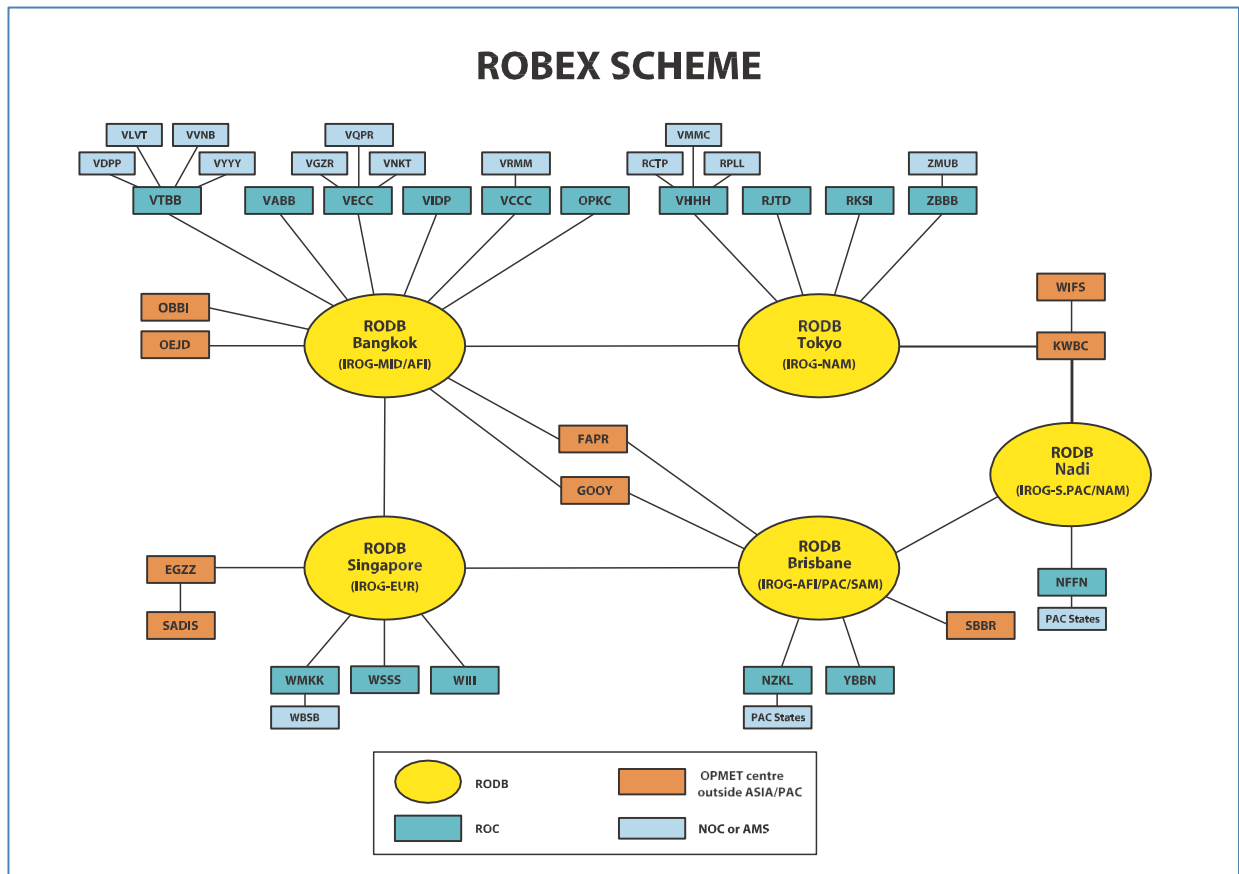 ROBEX SCHEME
VLVT
VVNB
VQPR
VMMC
VDPP
VYYY
VGZR
VNKT
VRMM
RCTP
RPLL
ZMUB
VTBB
VABB
VECC
VIDP
VCCC
OPKC
VHHH
RJTD
RKSI
ZBBB
OBBI
OEJD
RODB
Bangkok
(IROG-MID/AFI)
RODB
Tokyo
(IROG-NAM)
WIFS
KWBC
FAPR
GOOY
RODB
Nadi
(IROG-S.PAC/NAM)
EGZZ
SADIS
RODB
Singapore
(IROG-EUR)
RODB
Brisbane
(IROG-AFI/PAC/SAM)
NFFN
PAC States
SBBR
WMKK
WSSS
WIII
WBSB
NZKL
YBBN
PAC States
RODB
OPMET centre
outside ASIA/PAC
ROC
NOC or AMS